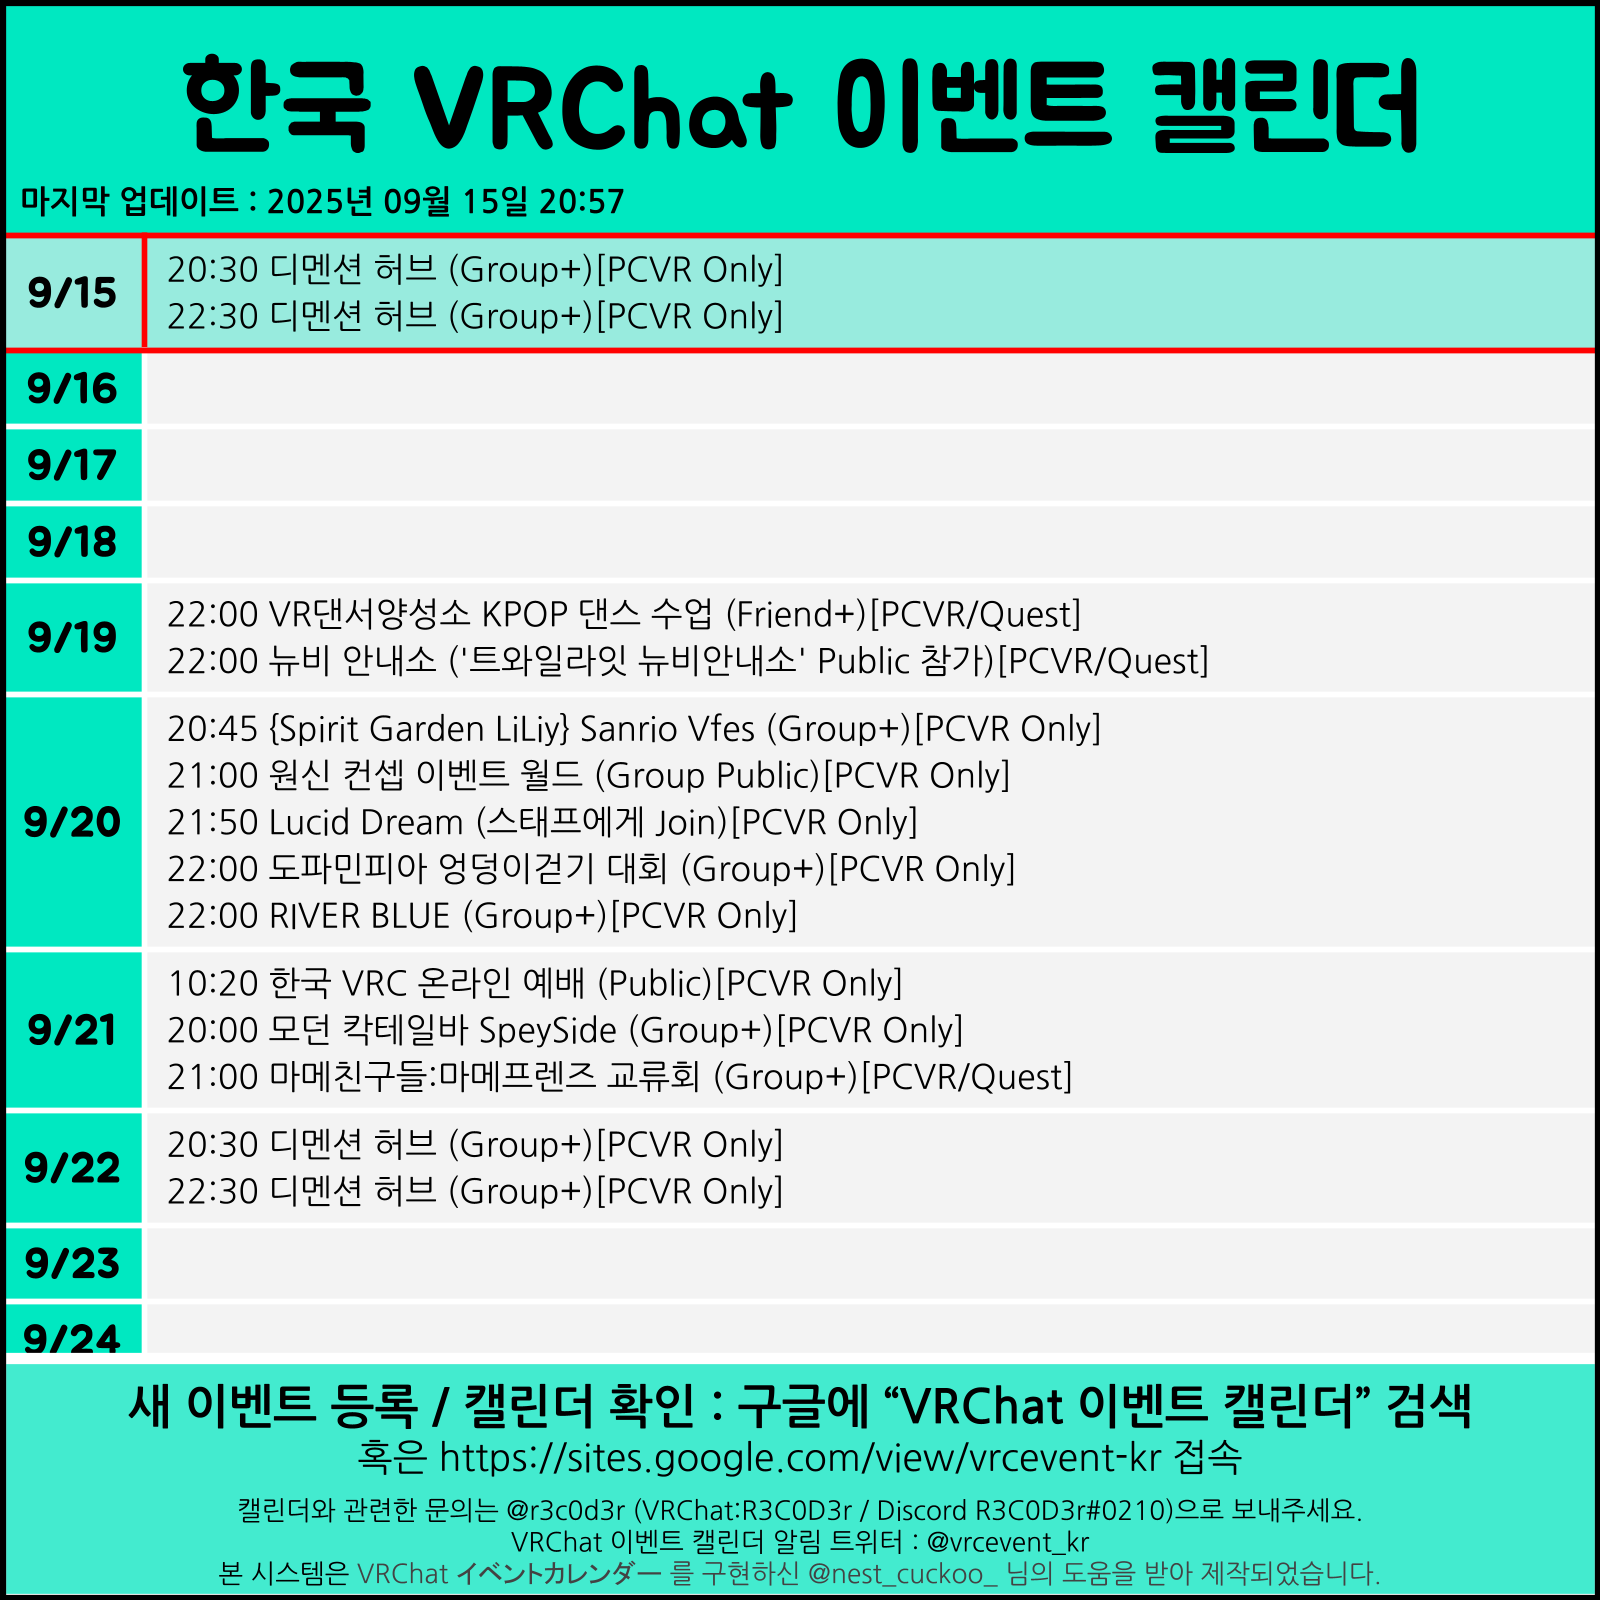 한국 VRChat 이벤트 캘린더
마지막 업데이트 : 2025년 09월 15일 20:57
9/15
20:30 디멘션 허브 (Group+)[PCVR Only]
22:30 디멘션 허브 (Group+)[PCVR Only]
9/16
9/17
9/18
9/19
22:00 VR댄서양성소 KPOP 댄스 수업 (Friend+)[PCVR/Quest]
22:00 뉴비 안내소 ('트와일라잇 뉴비안내소' Public 참가)[PCVR/Quest]
9/20
20:45 {Spirit Garden LiLiy} Sanrio Vfes (Group+)[PCVR Only]
21:00 원신 컨셉 이벤트 월드 (Group Public)[PCVR Only]
21:50 Lucid Dream (스태프에게 Join)[PCVR Only]
22:00 도파민피아 엉덩이걷기 대회 (Group+)[PCVR Only]
22:00 RIVER BLUE (Group+)[PCVR Only]
9/21
10:20 한국 VRC 온라인 예배 (Public)[PCVR Only]
20:00 모던 칵테일바 SpeySide (Group+)[PCVR Only]
21:00 마메친구들:마메프렌즈 교류회 (Group+)[PCVR/Quest]
9/22
20:30 디멘션 허브 (Group+)[PCVR Only]
22:30 디멘션 허브 (Group+)[PCVR Only]
9/23
9/24
새 이벤트 등록 / 캘린더 확인 : 구글에 “VRChat 이벤트 캘린더” 검색
혹은 https://sites.google.com/view/vrcevent-kr 접속
캘린더와 관련한 문의는 @r3c0d3r (VRChat:R3C0D3r / Discord R3C0D3r#0210)으로 보내주세요.
VRChat 이벤트 캘린더 알림 트위터 : @vrcevent_kr
본 시스템은 VRChat イベントカレンダー 를 구현하신 @nest_cuckoo_ 님의 도움을 받아 제작되었습니다.